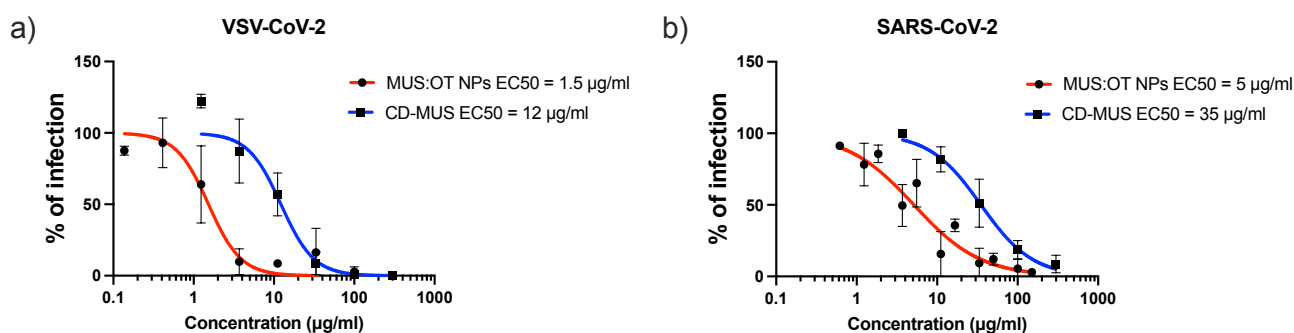 a)
VSV-CoV-2
150
100
50
0
% of infection
0.1 1 10 100 1000
Concentration (µg/ml)
MUS:OT NPs EC50 = 1.5 µg/ml
CD-MUS EC50 = 12 µg/ml
b)
SARS-CoV-2
150
100
50
0
% of infection
0.1 1 10 100 1000
Concentration (µg/ml)
MUS:OT NPs EC50 = 5 µg/ml
CD-MUS EC50 = 35 µg/ml